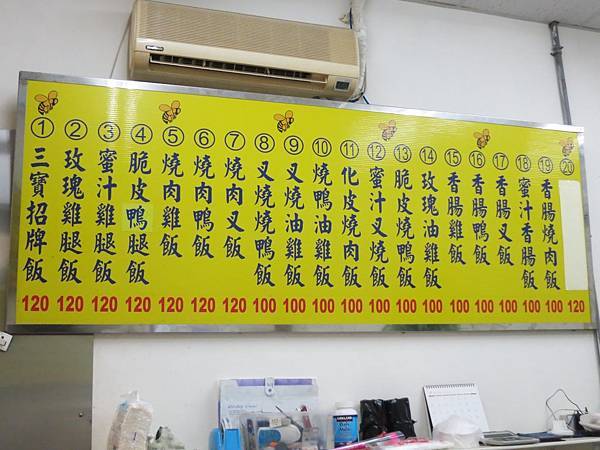 ① 三寶招牌飯 120
② 玫瑰雞腿飯 120
③ 蜜汁雞腿飯 120
④ 脆皮鴨腿飯 120
⑤ 燒肉雞飯 120
⑥ 燒肉鴨飯 120
⑦ 燒肉叉飯 120
⑧ 叉燒燒鴨飯 100
⑨ 叉燒油雞飯 100
⑩ 燒鴨油雞飯 100
⑪ 化皮燒肉飯 100
⑫ 蜜汁叉燒飯 100
⑬ 脆皮燒鴨飯 100
⑭ 玫瑰油雞飯 100
⑮ 香腸雞飯 100
⑯ 香腸鴨飯 100
⑰ 香腸叉飯 100
⑱ 蜜汁香腸飯 100
⑲ 香腸燒肉飯 100
⑳ 120
KIRKLAND